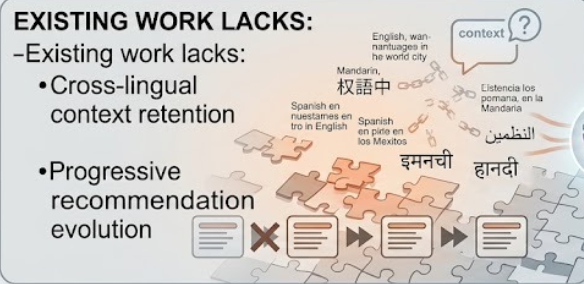 EXISTING WORK LACKS:
–Existing work lacks:
•Cross-lingual
context retention
•Progressive
recommendation
evolution
context
?
English, wan-
nantuages in
he world city
Mandarin,
权語中
Spanish en
nuestames en
tro in English
Spanish
en pide en
los Mexitos
Elstencia los
pomana, en la
Mandaria
النظمين
इमनची
हानदी